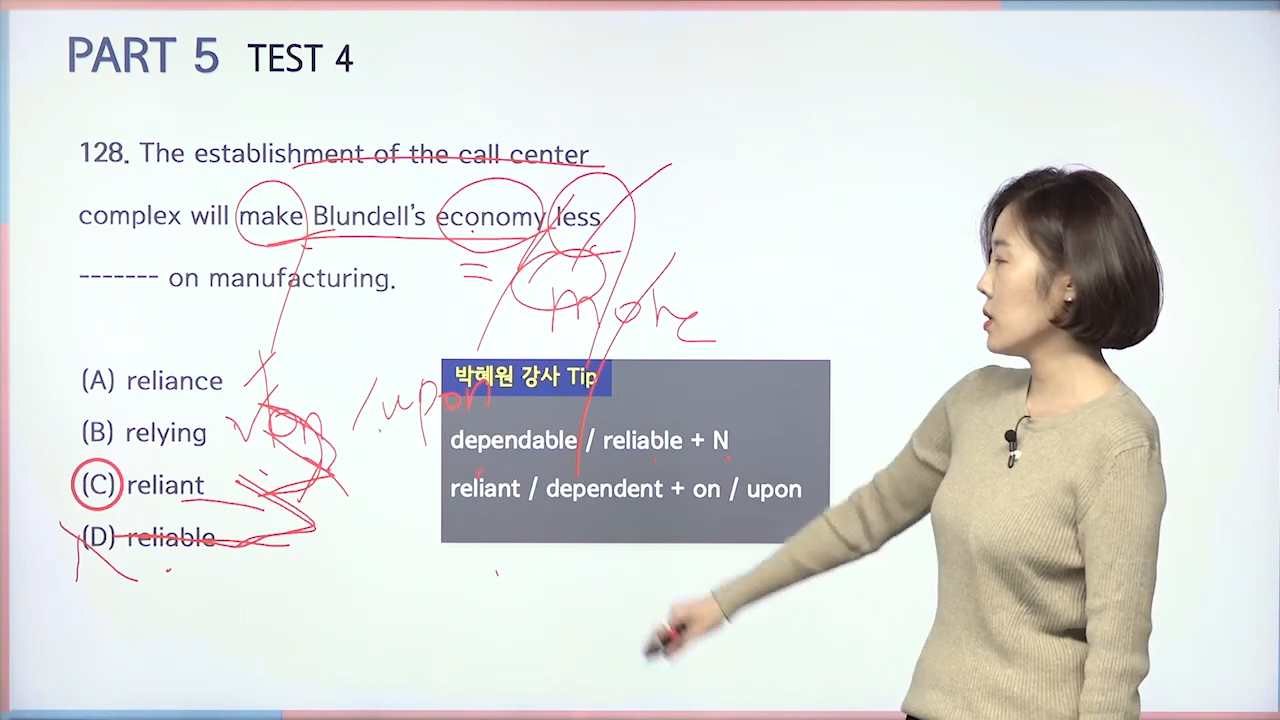 PART 5 TEST 4
128. The establishment of the call center
complex will make Blundell's economy less
------- on manufacturing.
= more
(A) reliance
(B) relying
(C) reliant
(D) reliable
on / upon
박혜원 강사 Tip
dependable / reliable + N
reliant / dependent + on / upon